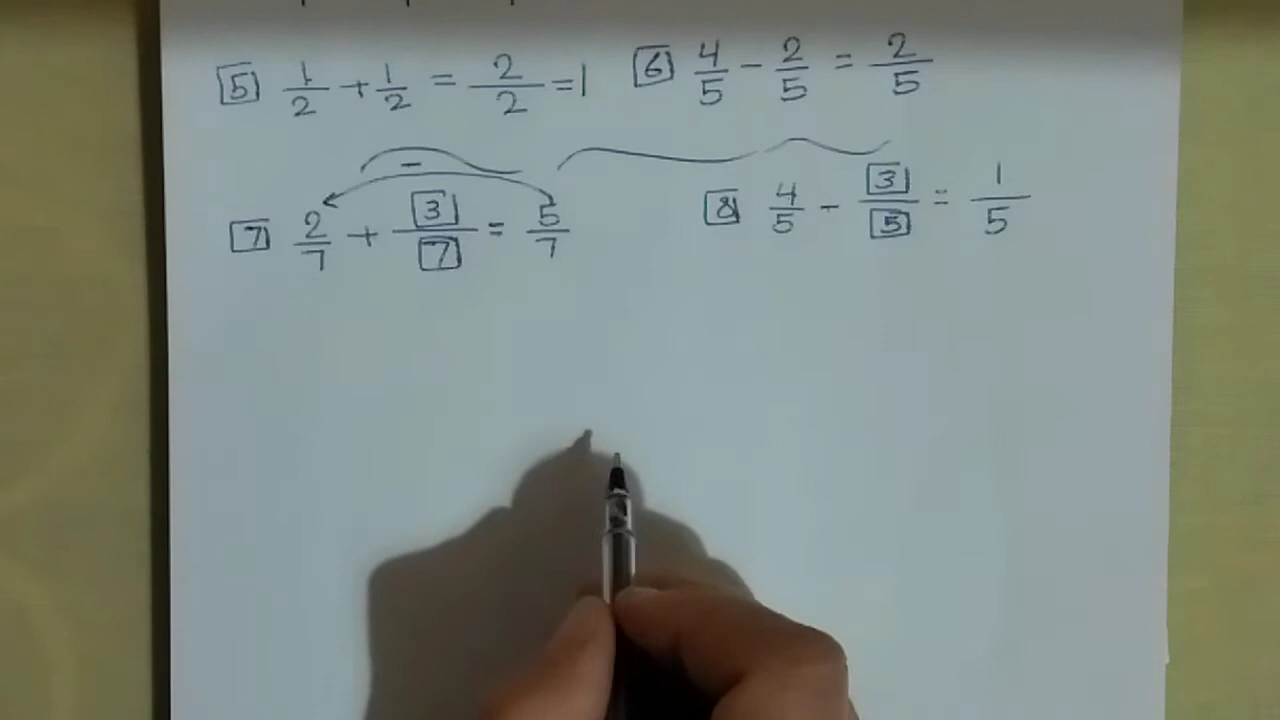 [5] 1/2 + 1/2 = 2/2 = 1
[6] 4/5 - 2/5 = 2/5
-
[7] 2/7 + [3]/[7] = 5/7
[8] 4/5 - [3]/[5] = 1/5